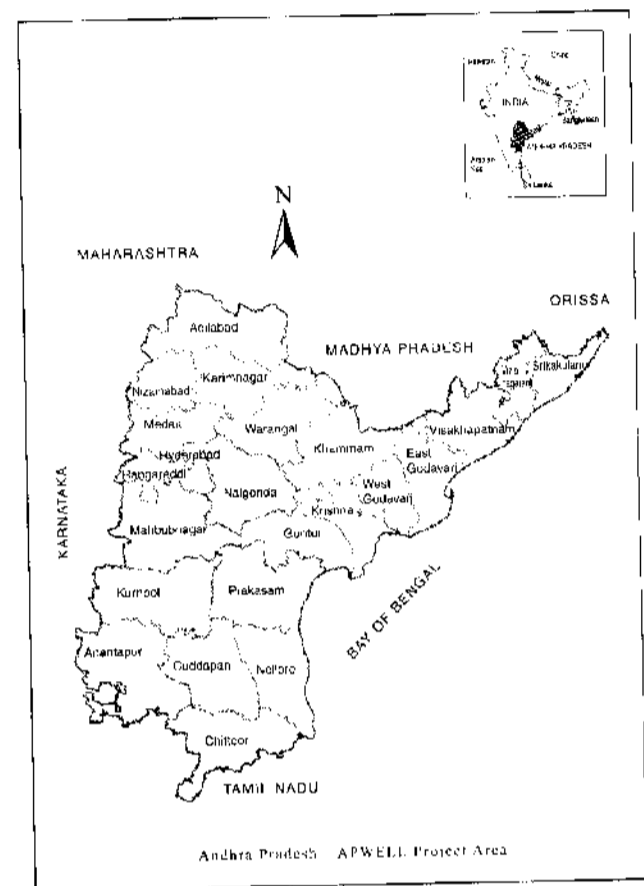 INDIA
N
MAHARASHTRA
ORISSA
Adilabad
MADHYA PRADESH
Srikakulam
Karimnagar
Nizamabad
Medak
Warangal
Visakhapatnam
Khammam
Hyderabad
East
Godavari
Rangareddi
West
Godavari
Nalgonda
Krishna
KARNATAKA
Mahbubnagar
Guntur
Kurnool
Prakasam
BAY OF BENGAL
Anantapur
Cuddapah
Nellore
Chittoor
TAMIL NADU
Andhra Pradesh APWELL Project Area